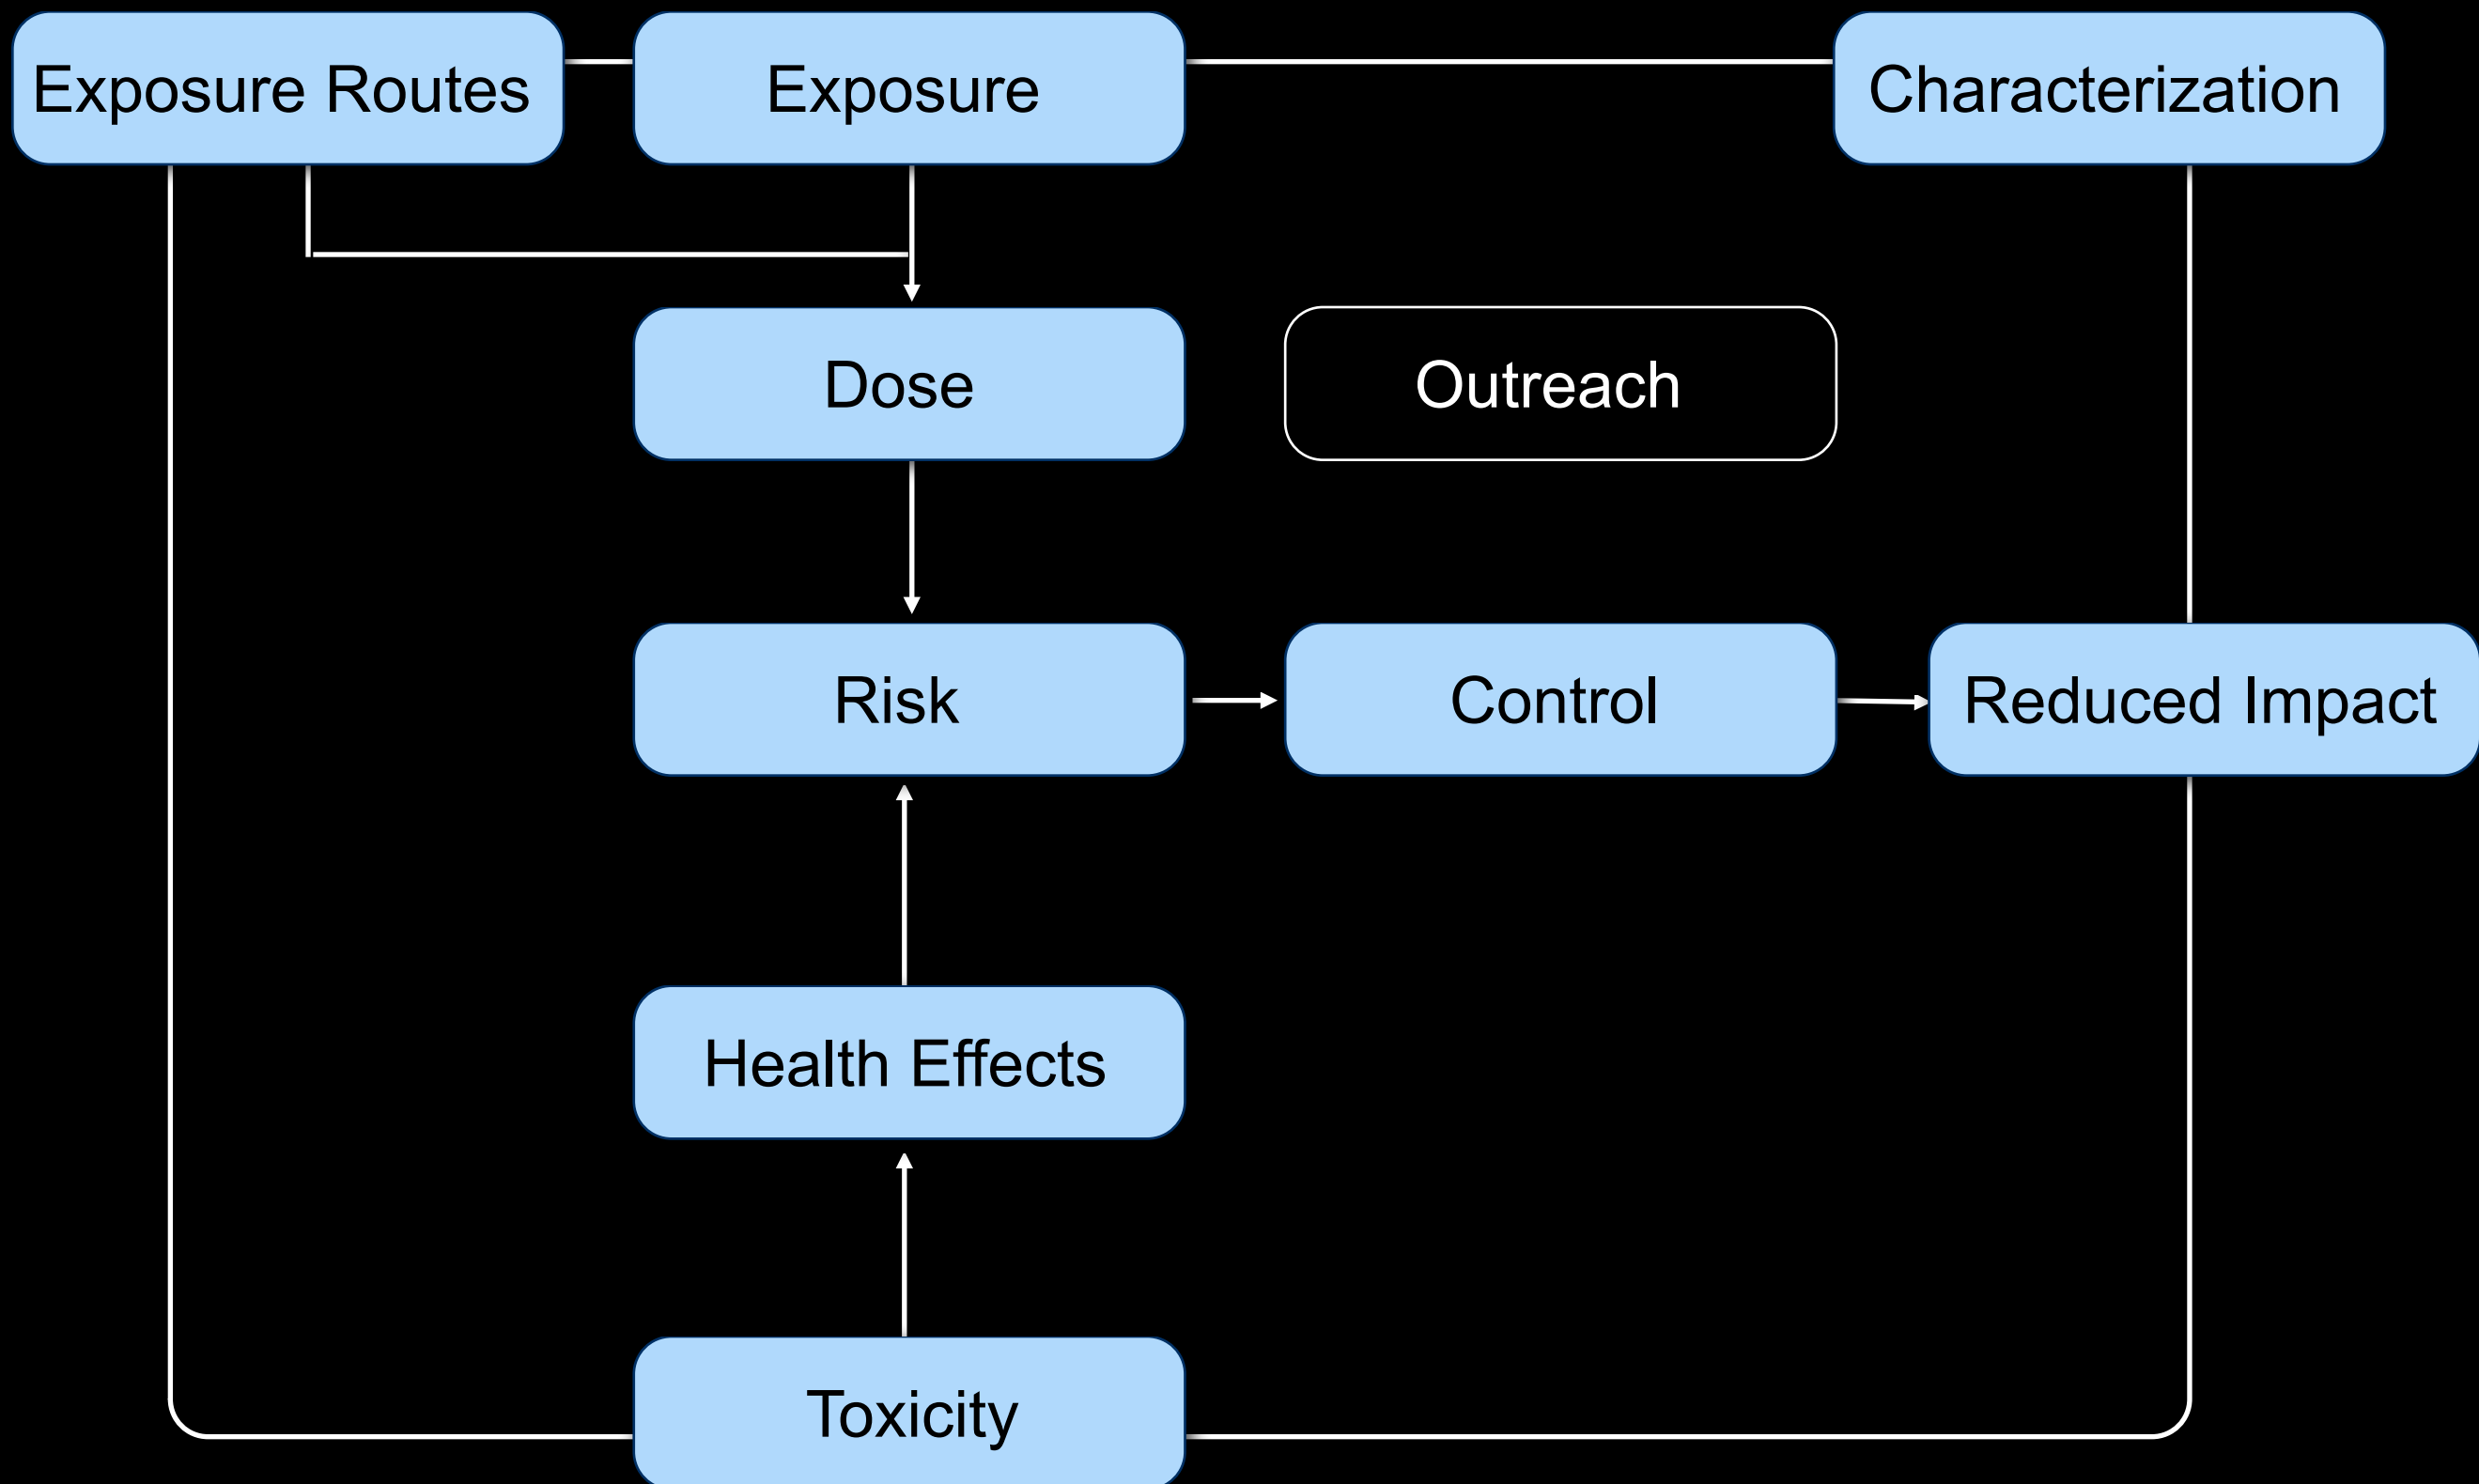 Exposure Routes
Exposure
Characterization
Dose
Outreach
Risk
Control
Reduced Impact
Health Effects
Toxicity